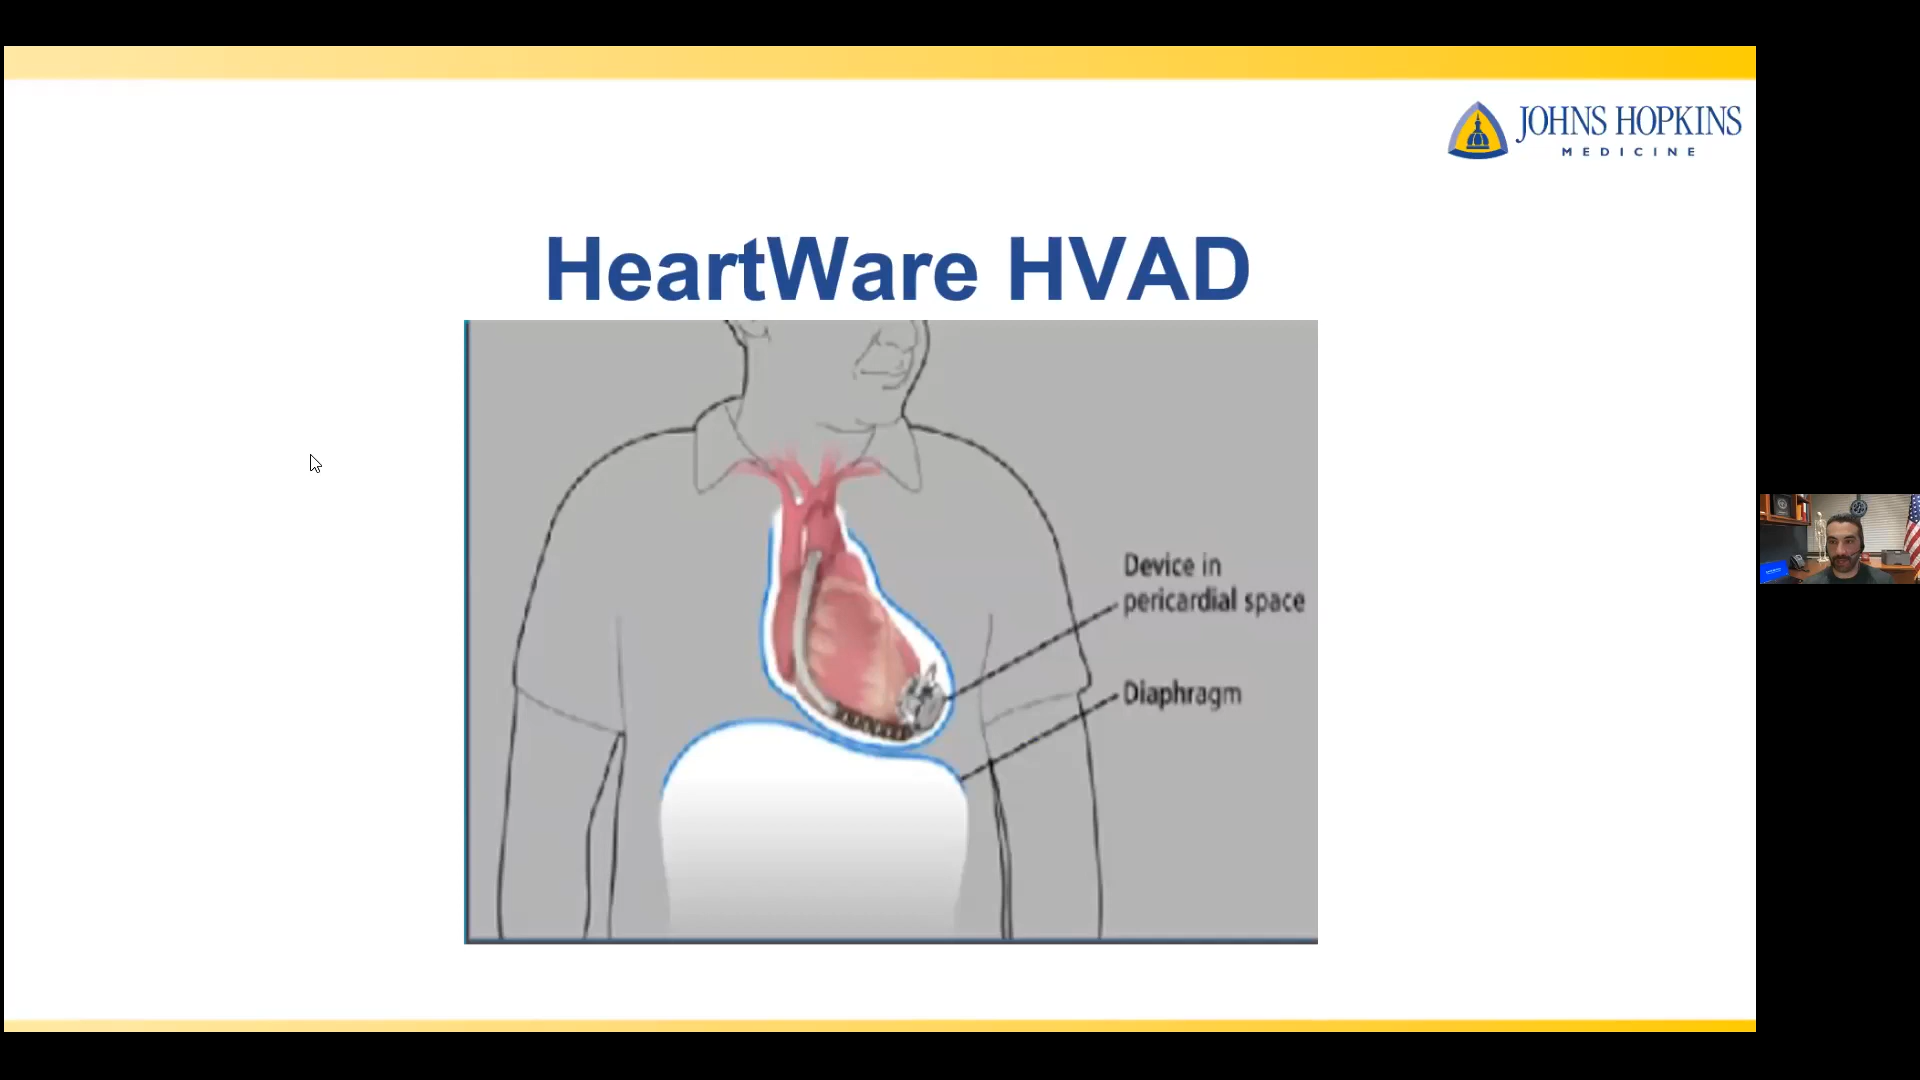 JOHNS HOPKINS
MEDICINE
HeartWare HVAD
Device in
pericardial space
Diaphragm